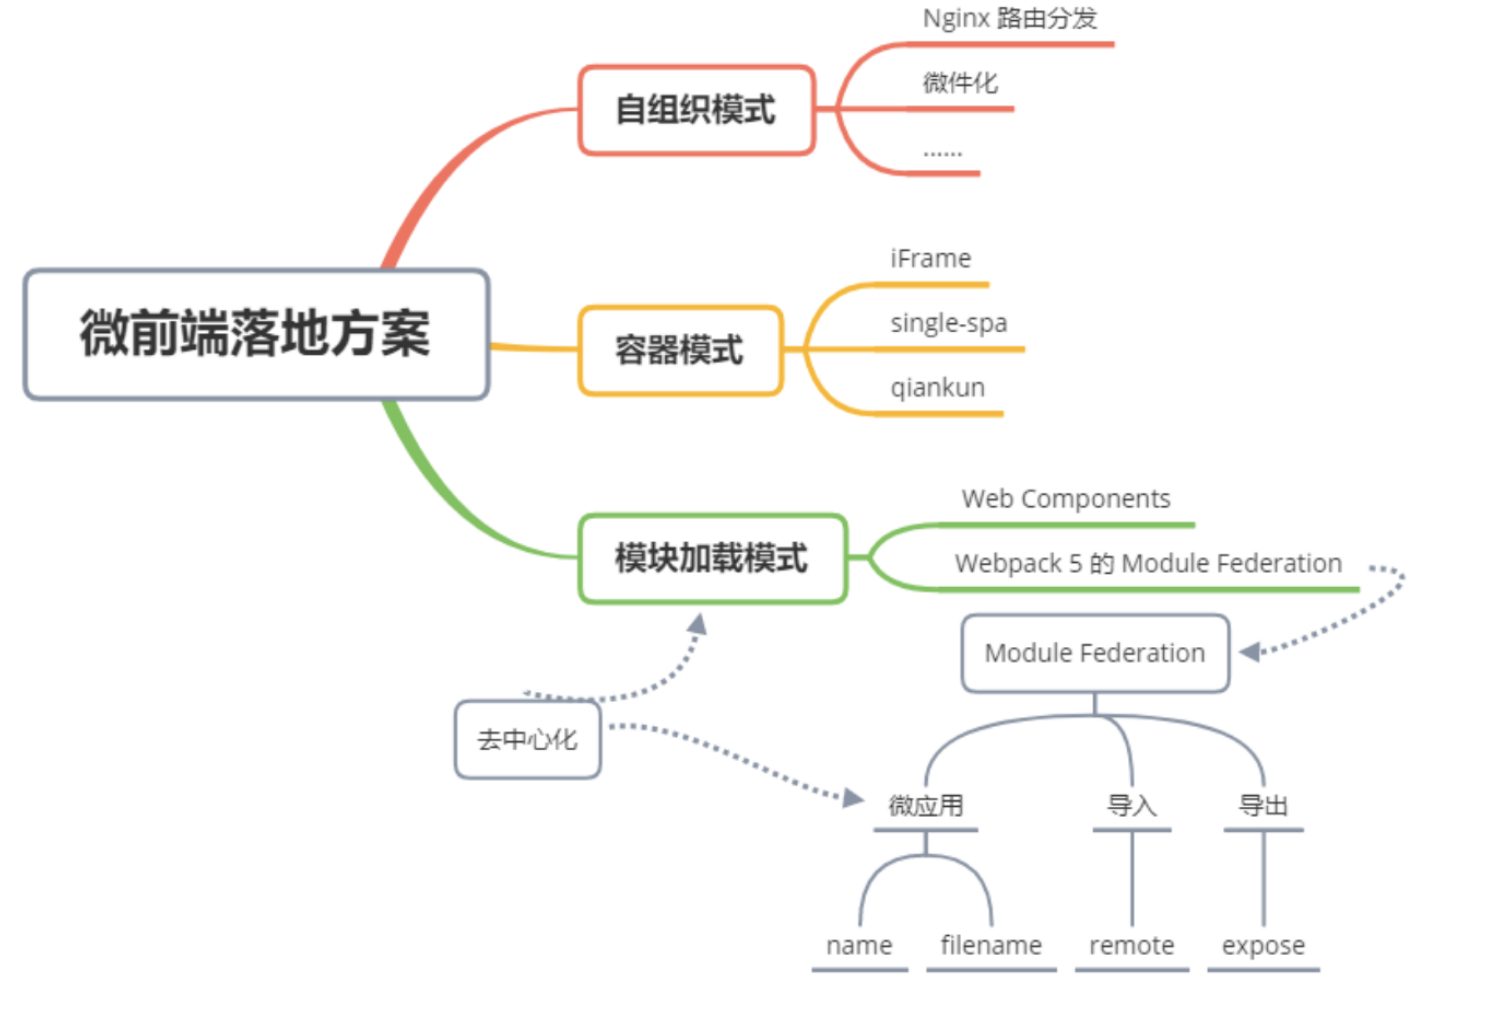 微前端落地方案
自组织模式
Nginx 路由分发
微件化
......
容器模式
iFrame
single-spa
qiankun
模块加载模式
Web Components
Webpack 5 的 Module Federation
Module Federation
去中心化
微应用
导入
导出
name
filename
remote
expose